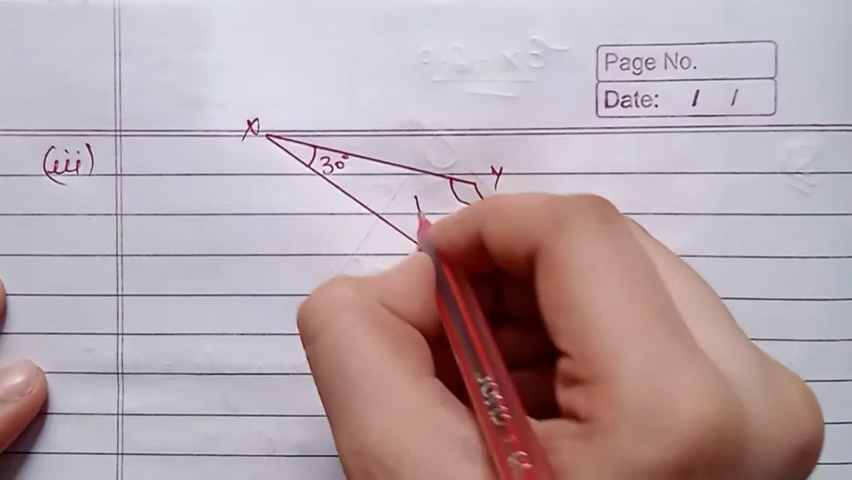 Page No.
Date: / /
(iii)
X
30°
Y